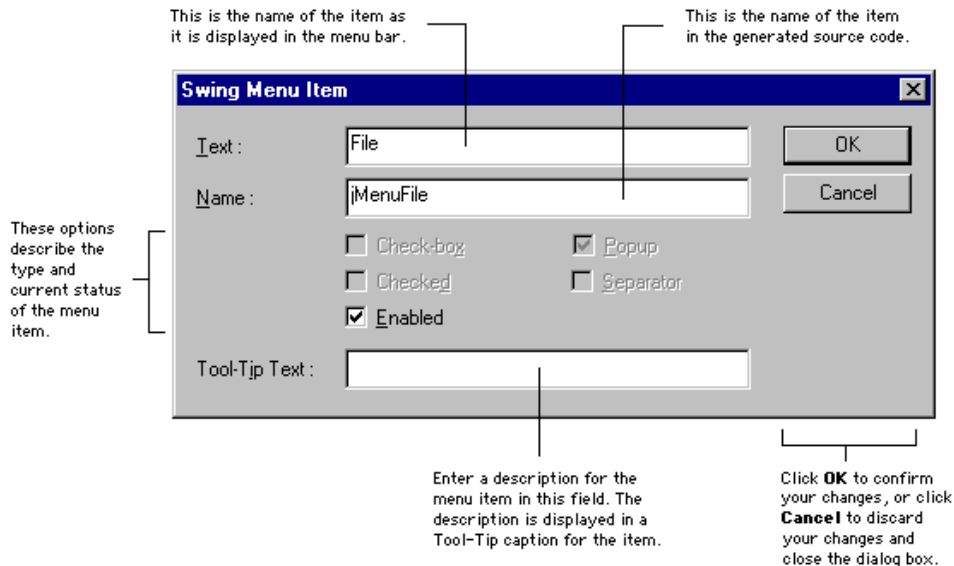 This is the name of the item as
it is displayed in the menu bar.
This is the name of the item
in the generated source code.
Swing Menu Item
Text :
File
OK
Name :
jMenuFile
Cancel
These options
describe the
type and
current status
of the menu
item.
Check-box
Popup
Checked
Separator
Enabled
Tool-Tip Text :
Enter a description for the
menu item in this field. The
description is displayed in a
Tool-Tip caption for the item.
Click OK to confirm
your changes, or click
Cancel to discard
your changes and
close the dialog box.